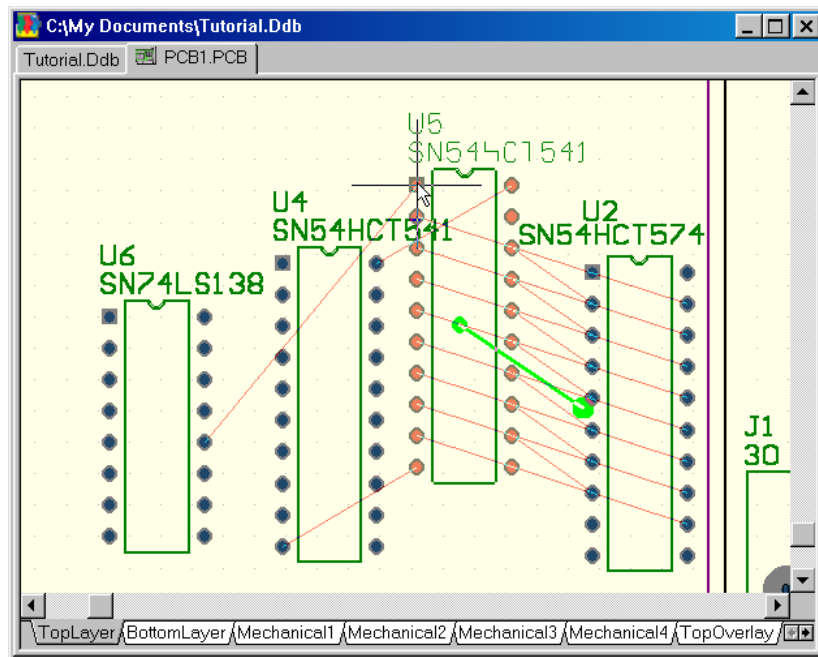 C:\My Documents\Tutorial.Ddb
Tutorial.Ddb PCB1.PCB
U5
SN54HCT541
U4
SN54HCT541
U2
SN54HCT574
U6
SN74LS138
J1
30
TopLayer BottomLayer Mechanical1 Mechanical2 Mechanical3 Mechanical4 TopOverlay